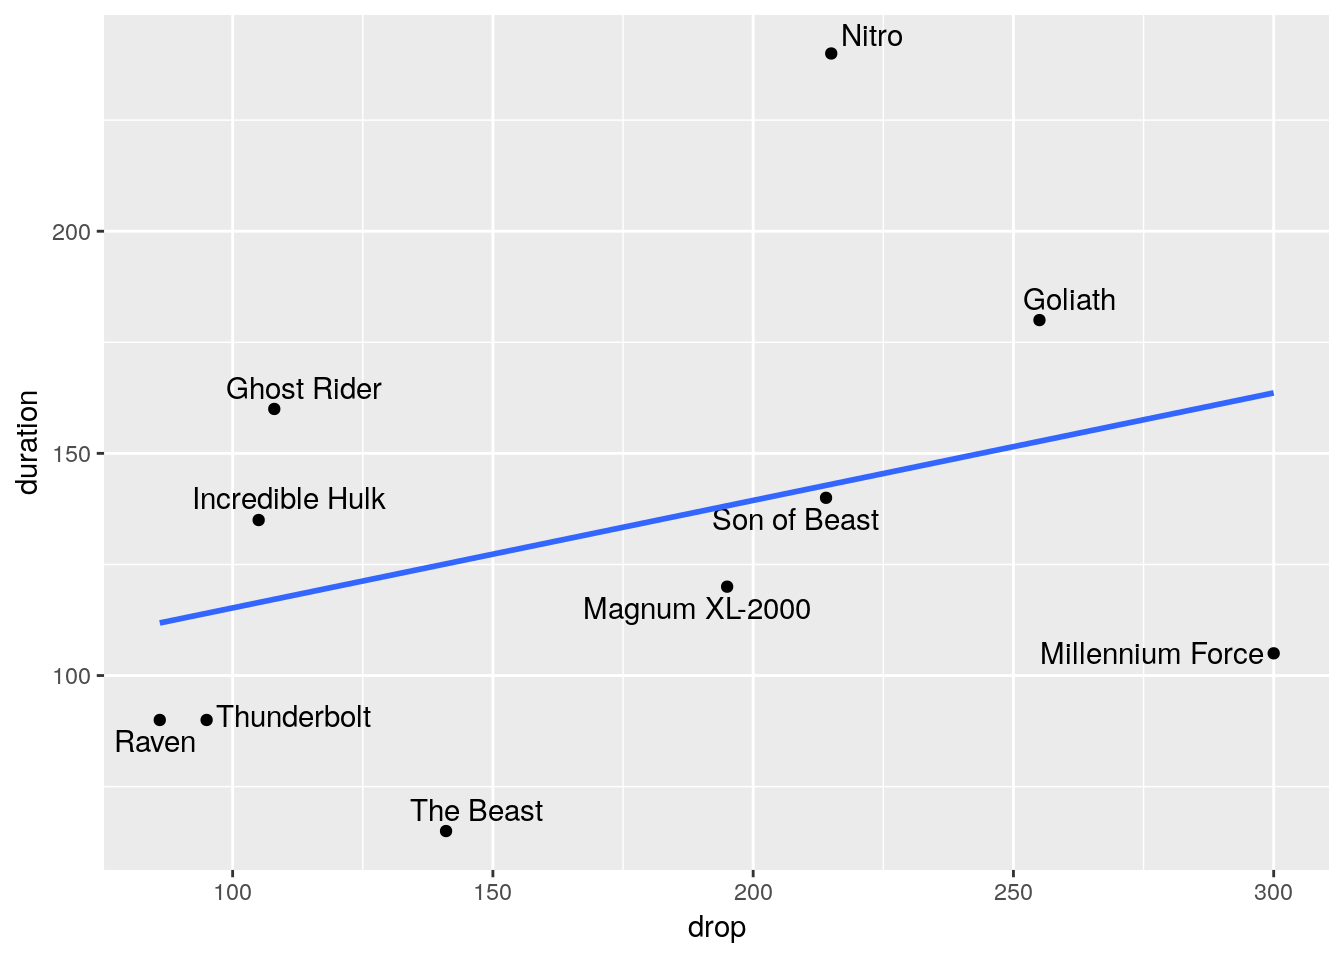 Nitro
200
Goliath
Ghost Rider
150
Incredible Hulk
Son of Beast
Magnum XL-2000
Millennium Force
100
Thunderbolt
Raven
The Beast
100 150 200 250 300
drop
duration